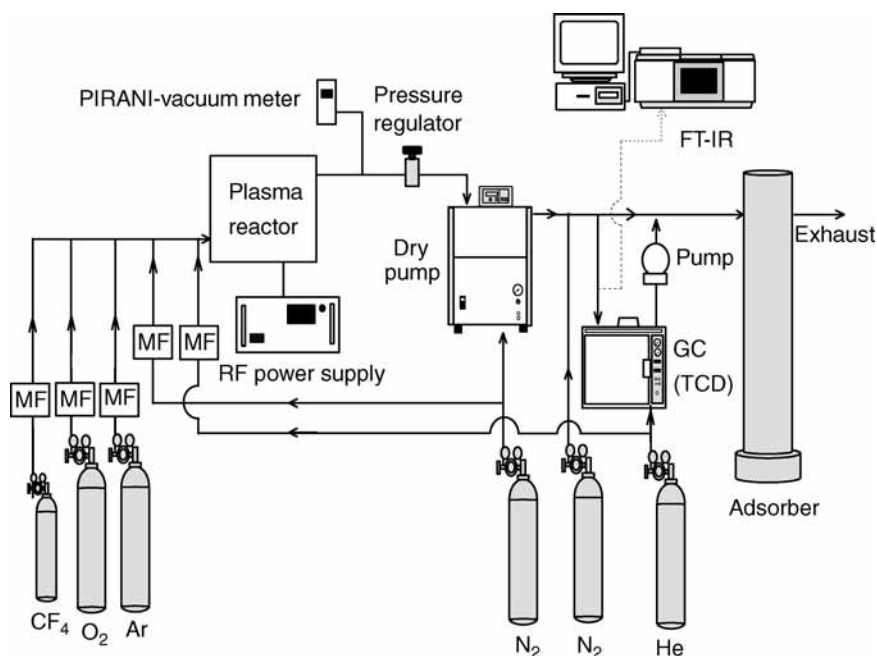 PIRANI-vacuum meter
Pressure
regulator
FT-IR
Plasma
reactor
Dry
pump
Pump
Exhaust
MF
MF
RF power supply
GC
(TCD)
MF
MF
MF
Adsorber
CF₄
O₂
Ar
N₂
N₂
He